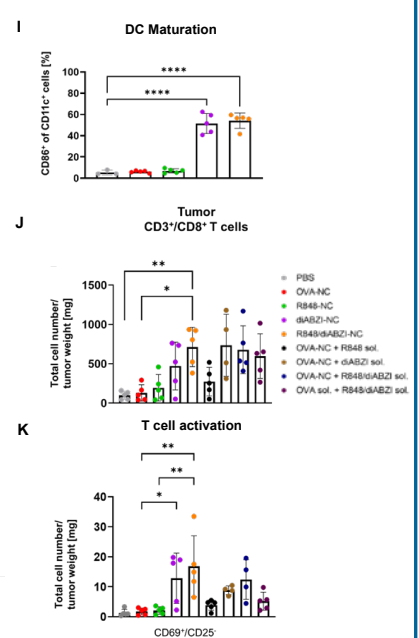 I
DC Maturation
CD86+ of CD11c+ cells [%]
100
80
60
40
20
0
****
****
J
Tumor
CD3+/CD8+ T cells
Total cell number/
tumor weight [mg]
1500
1000
500
0
**
*
PBS
OVA-NC
R848-NC
diABZI-NC
R848/diABZI-NC
OVA-NC + R848 sol.
OVA-NC + diABZI sol.
OVA-NC + R848/diABZI sol.
OVA sol. + R848/diABZI sol.
K
T cell activation
Total cell number/
tumor weight [mg]
40
30
20
10
0
**
**
*
CD69+/CD25-